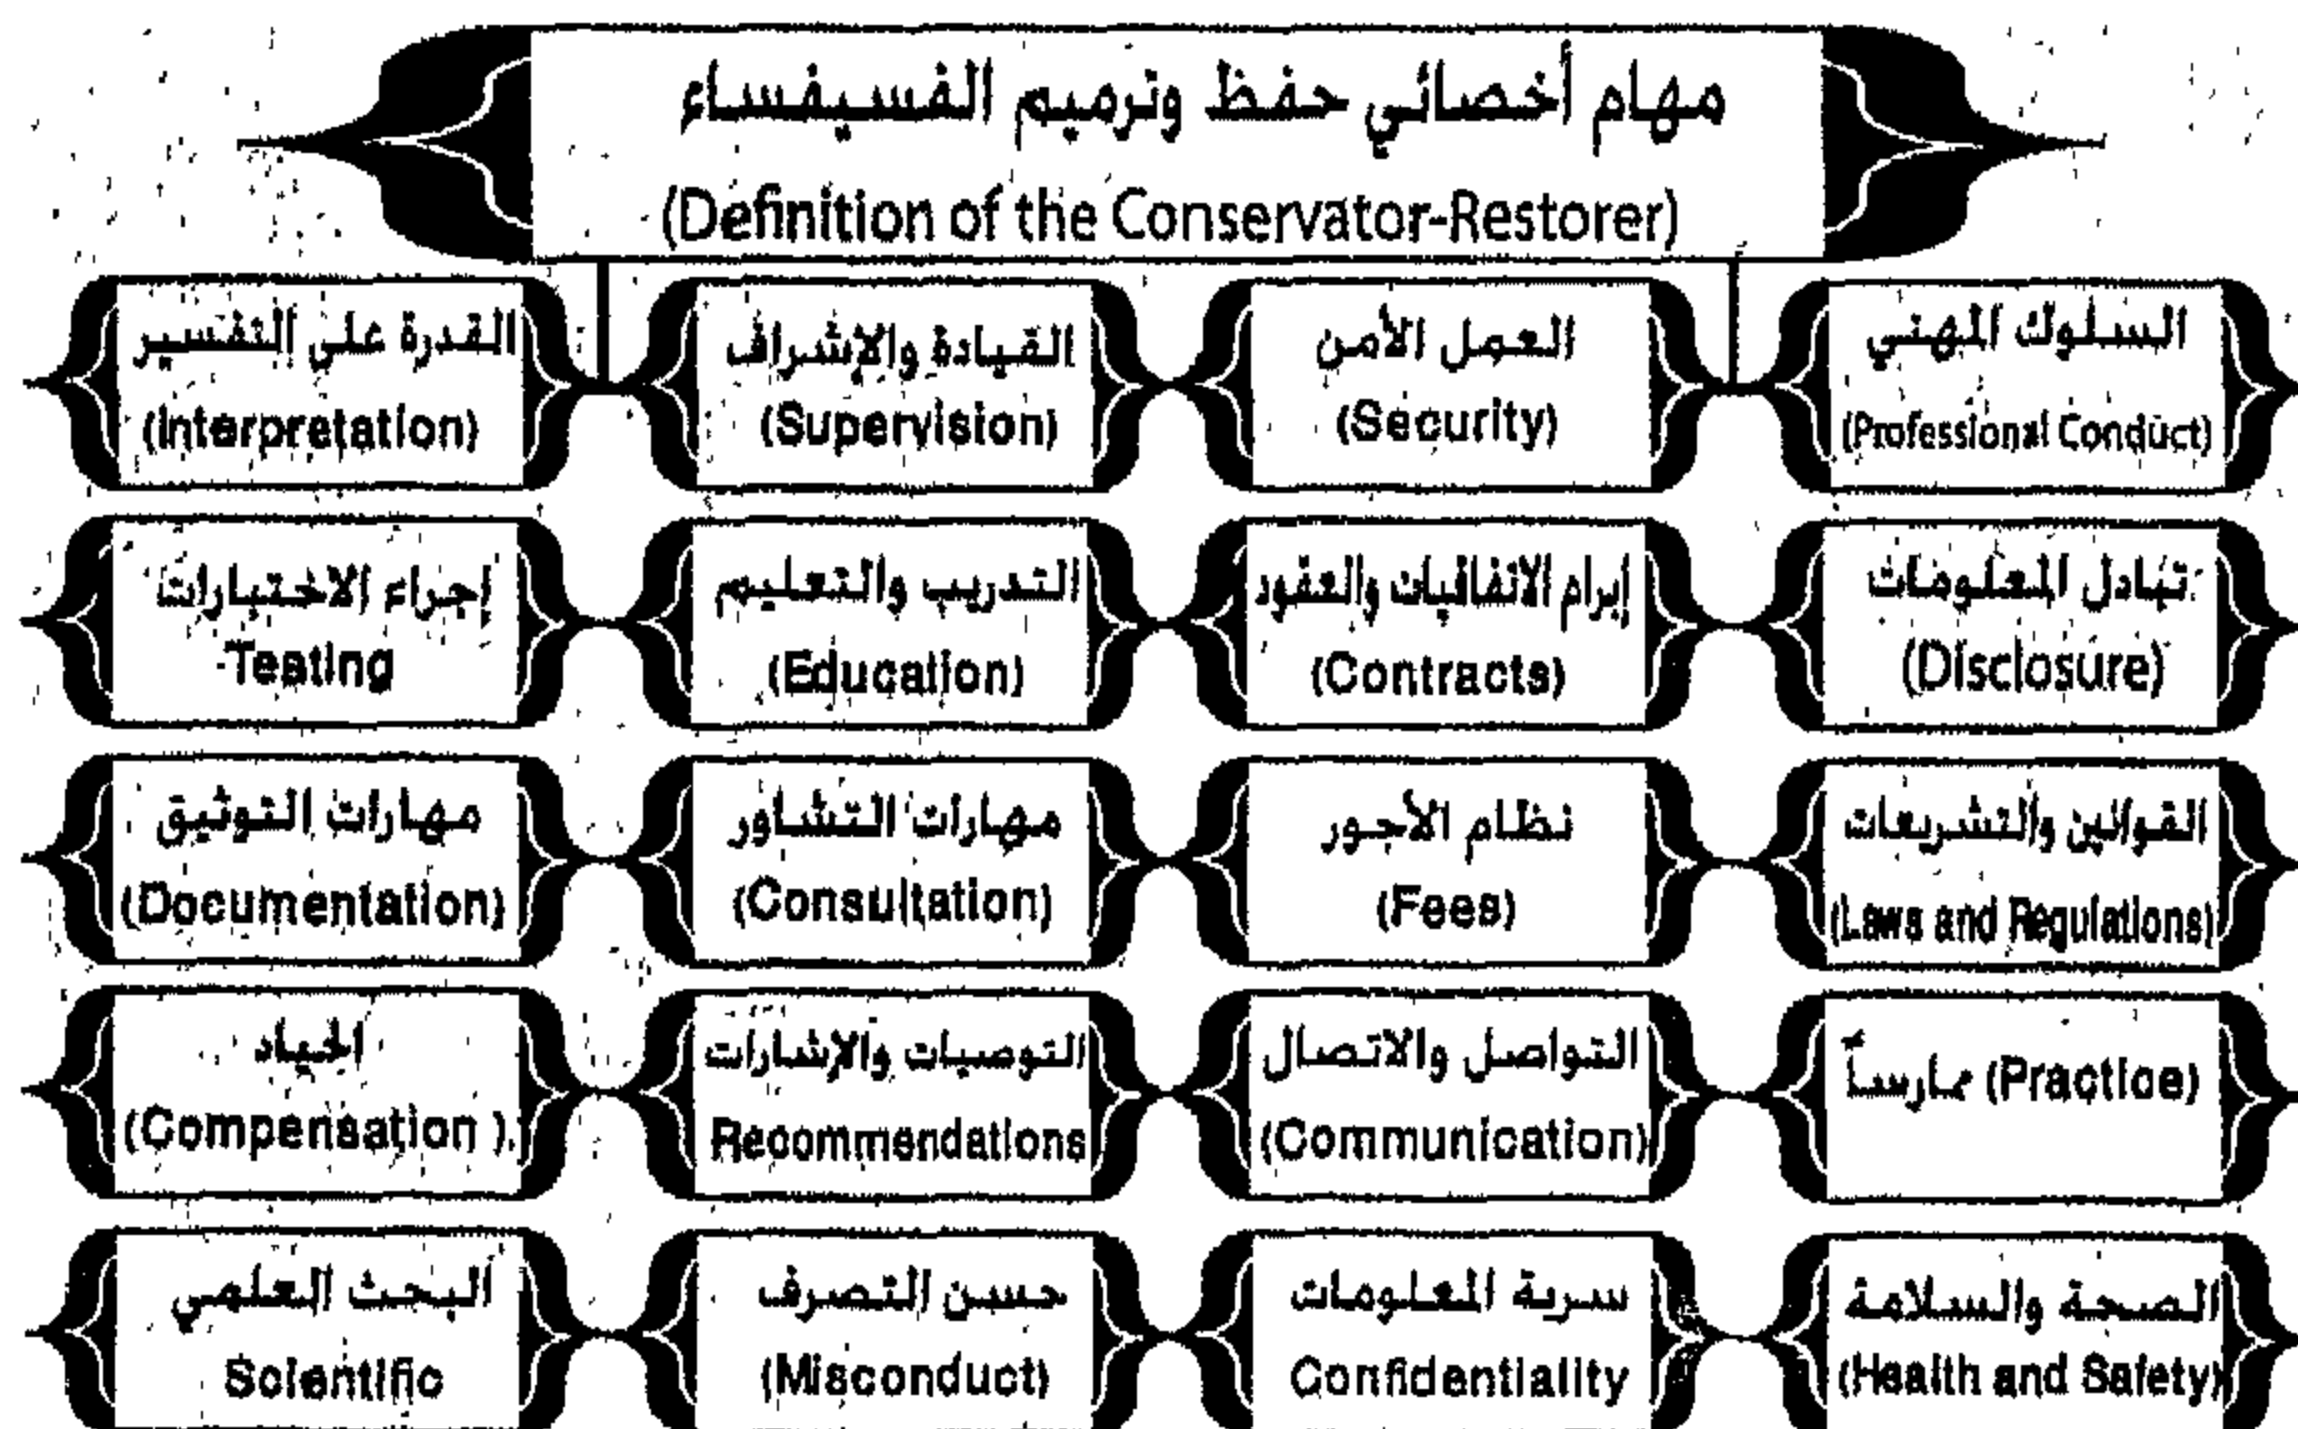 مهام أخصائي حفظ وترميم الفسيفساء
(Definition of the Conservator-Restorer)
السلوك المهني
(Professional Conduct)
العمل الأمن
(Security)
القيادة والإشراف
(Supervision)
القدرة على التفسير
(Interpretation)
تبادل المعلومات
(Disclosure)
إبرام الاتفاقيات والعقود
(Contracts)
التدريب والتعليم
(Education)
إجراء الاختبارات
Testing
القوانين والتشريعات
(Laws and Regulations)
نظام الأجور
(Fees)
مهارات التشاور
(Consultation)
مهارات التوثيق
(Documentation)
ممارساً (Practice)
التواصل والاتصال
(Communication)
التوصيات والإشارات
Recommendations
الحياد
(Compensation ).
الصحة والسلامة
(Health and Safety)
سرية المعلومات
Confidentiality
حسن التصرف
(Misconduct)
البحث العلمي
Scientific